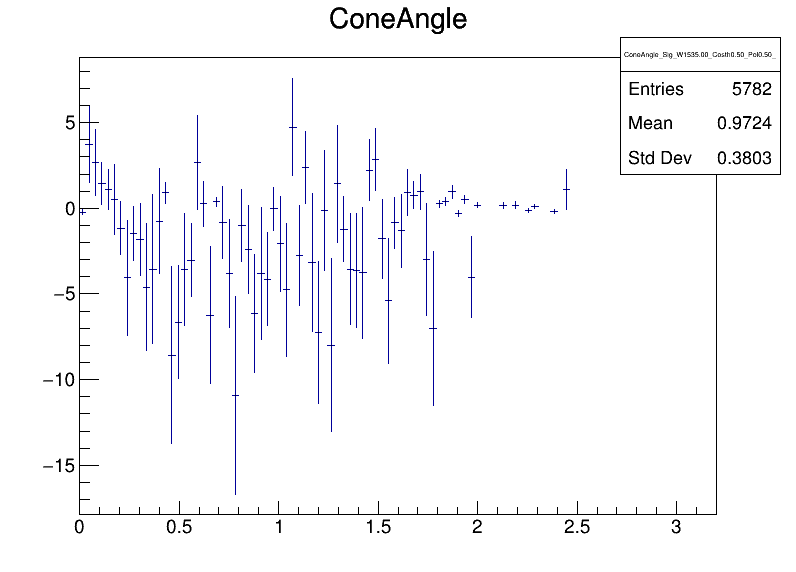 ConeAngle
ConeAngle_Sig_W1535.00_Costh0.50_Pol0.50_
Entries 5782
Mean 0.9724
Std Dev 0.3803
5
0
−5
−10
−15
0 0.5 1 1.5 2 2.5 3